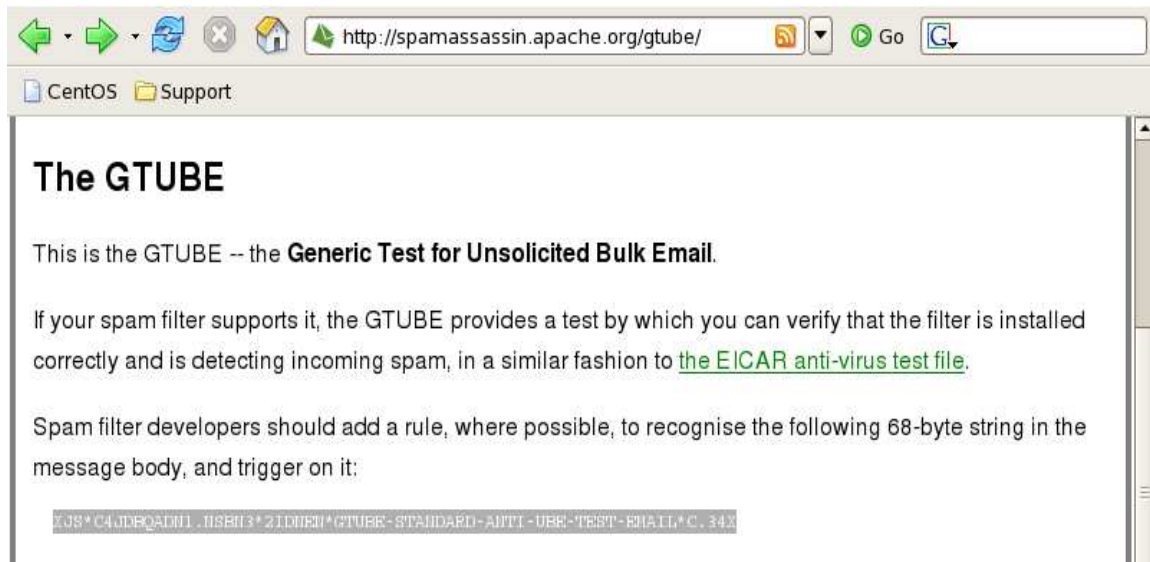 http://spamassassin.apache.org/gtube/
Go
G
CentOS
Support
The GTUBE
This is the GTUBE -- the Generic Test for Unsolicited Bulk Email.
If your spam filter supports it, the GTUBE provides a test by which you can verify that the filter is installed
correctly and is detecting incoming spam, in a similar fashion to the EICAR anti-virus test file.
Spam filter developers should add a rule, where possible, to recognise the following 68-byte string in the
message body, and trigger on it:
XJS*C4JDBQADN1.NSBN3*2IDNEN*GTUBE-STANDARD-ANTI-UBE-TEST-EMAIL*C.34X